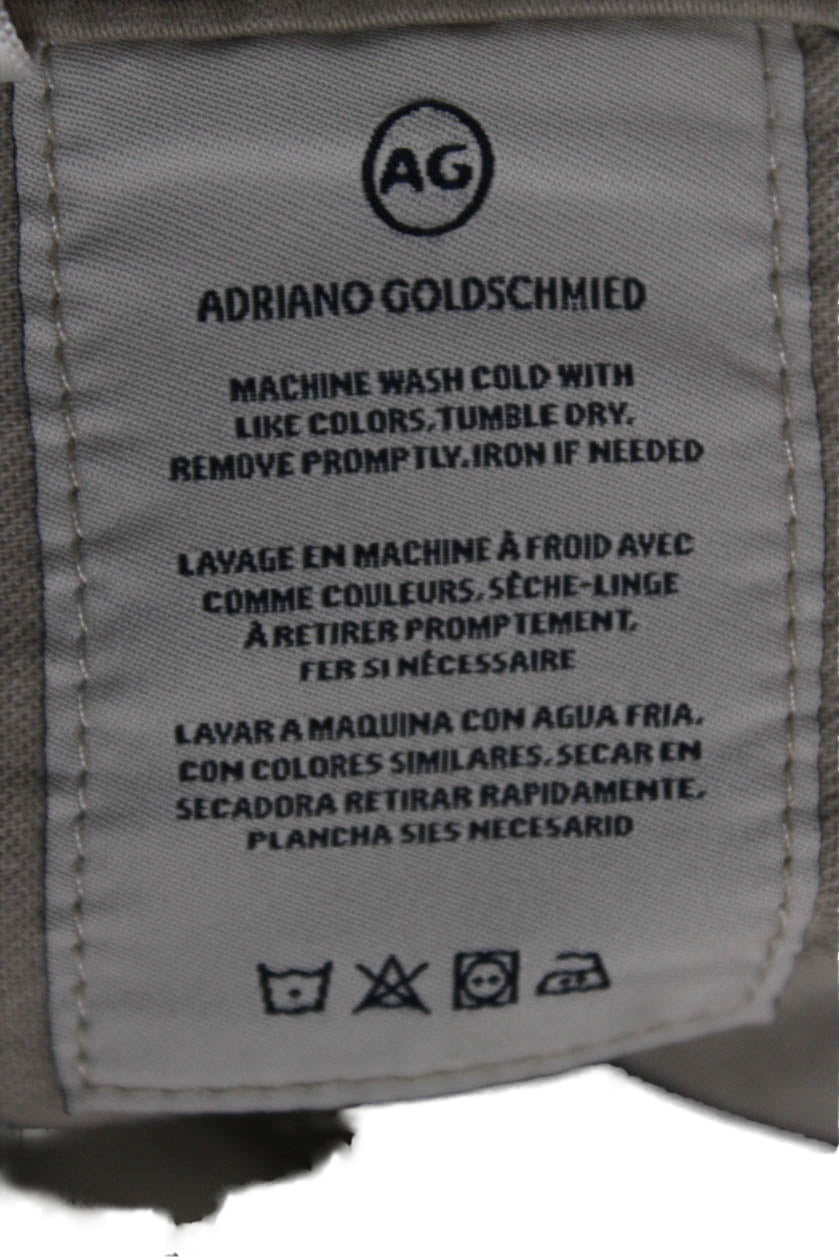 AG
ADRIANO GOLDSCHMIED
MACHINE WASH COLD WITH
LIKE COLORS, TUMBLE DRY.
REMOVE PROMPTLY. IRON IF NEEDED
LAVAGE EN MACHINE À FROID AVEC
COMME COULEURS, SÈCHE-LINGE
À RETIRER PROMPTEMENT,
FER SI NÉCESSAIRE
LAVAR A MAQUINA CON AGUA FRIA.
CON COLORES SIMILARES. SECAR EN
SECADORA RETIRAR RAPIDAMENTE.
PLANCHA SIES NECESARIO